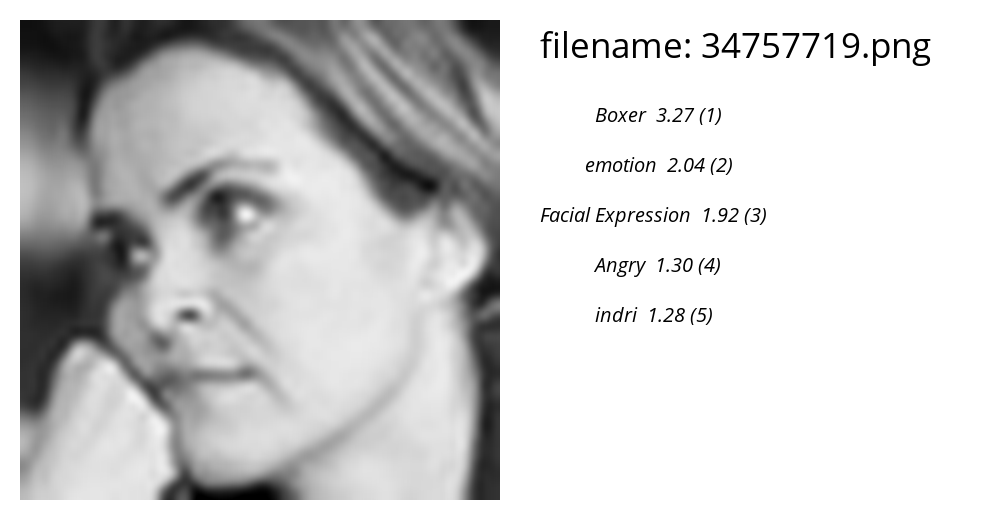 filename: 34757719.png
Boxer 3.27 (1)
emotion 2.04 (2)
Facial Expression 1.92 (3)
Angry 1.30 (4)
indri 1.28 (5)